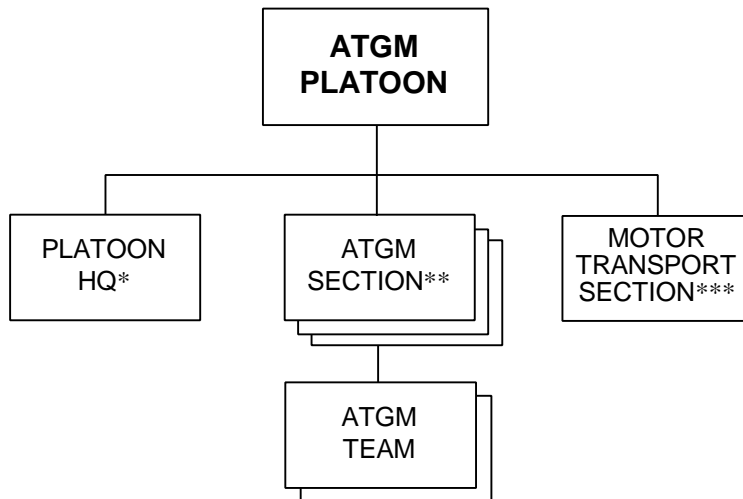 ATGM
PLATOON
PLATOON
HQ*
ATGM
SECTION**
MOTOR
TRANSPORT
SECTION***
ATGM
TEAM